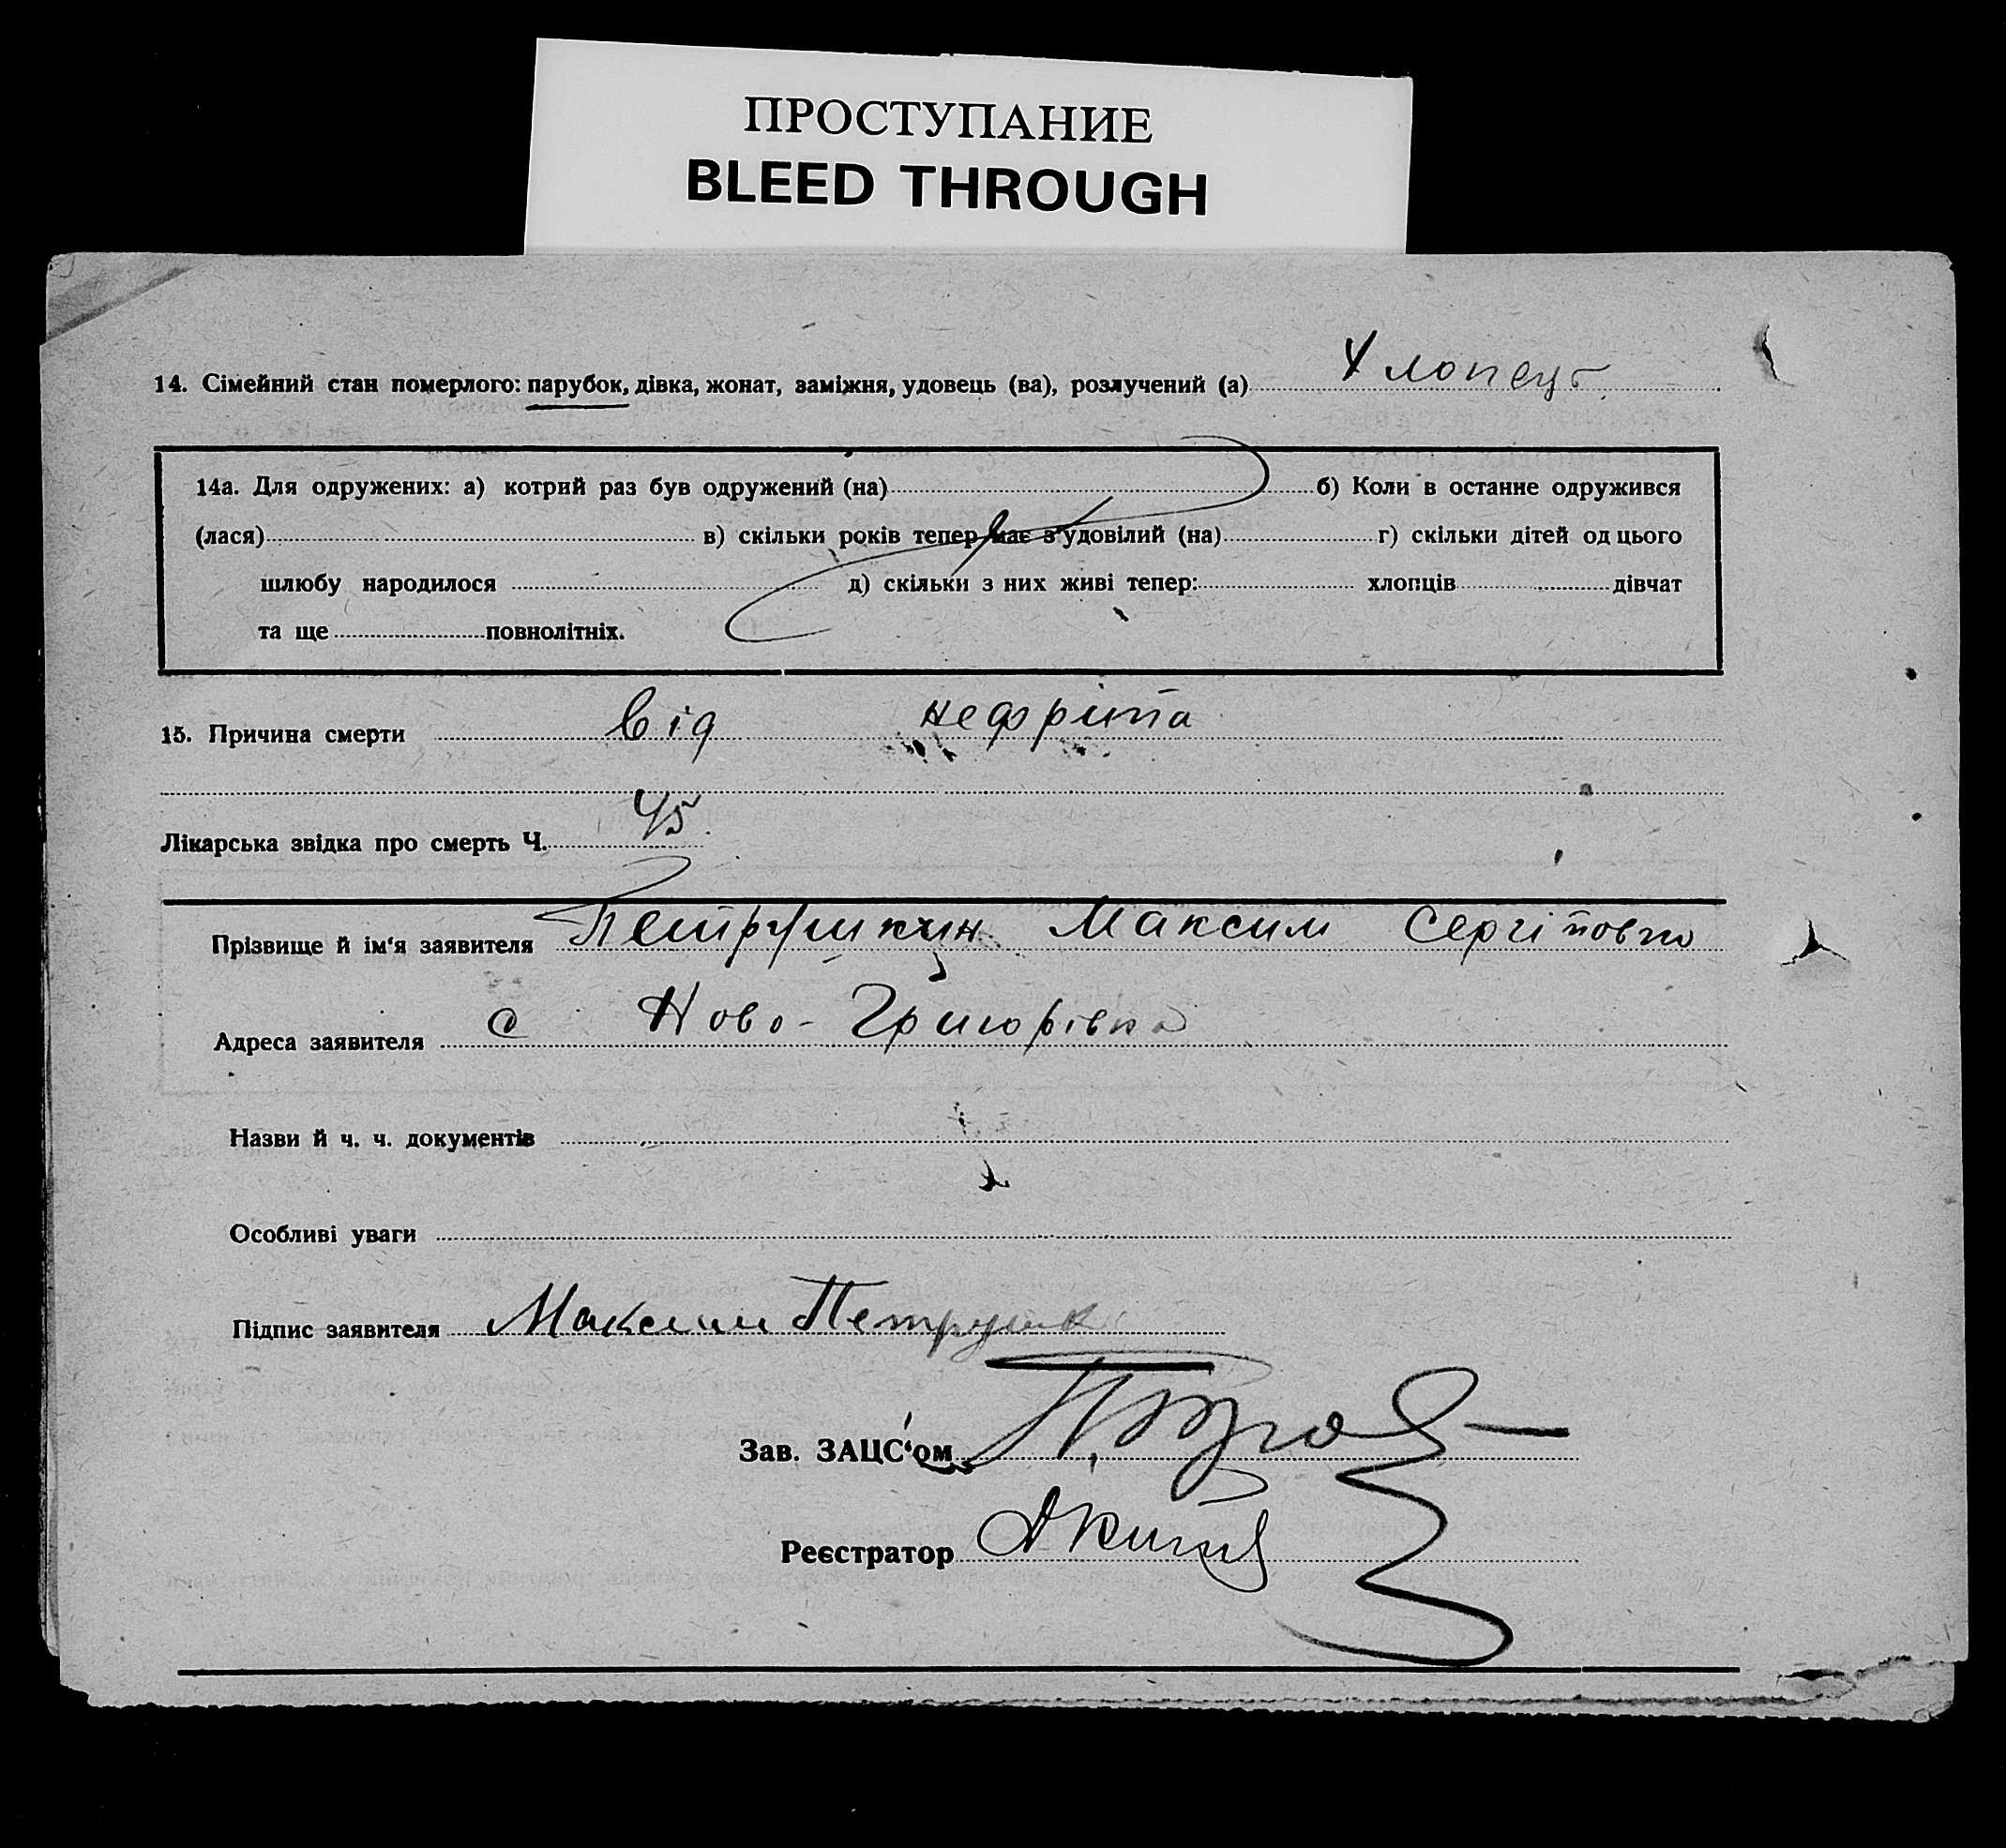 ПРОСТУПАНИЕ
BLEED THROUGH
14. Сімейний стан померлого: парубок, дівка, жонат, заміжня, удовець (ва), розлучений (а) Хлопець
14а. Для одружених: а) котрий раз був одружений (на) б) Коли в останне одружився
(лася) в) скільки років тепер має з'удовілий (на) г) скільки дітей од цього
шлюбу народилося д) скільки з них живі тепер: хлопців дівчат
та ще повнолітніх.
15. Причина смерти від нефрита
Лікарська звідка про смерть Ч. 45
Прізвище й ім'я заявителя Петрушкин Максим
Адреса заявителя с Ново-Григорівка
Назви й ч. ч. документів
Особливі уваги
Підпис заявителя Максим Петрушк
Зав. ЗАЦС'ом
Реєстратор